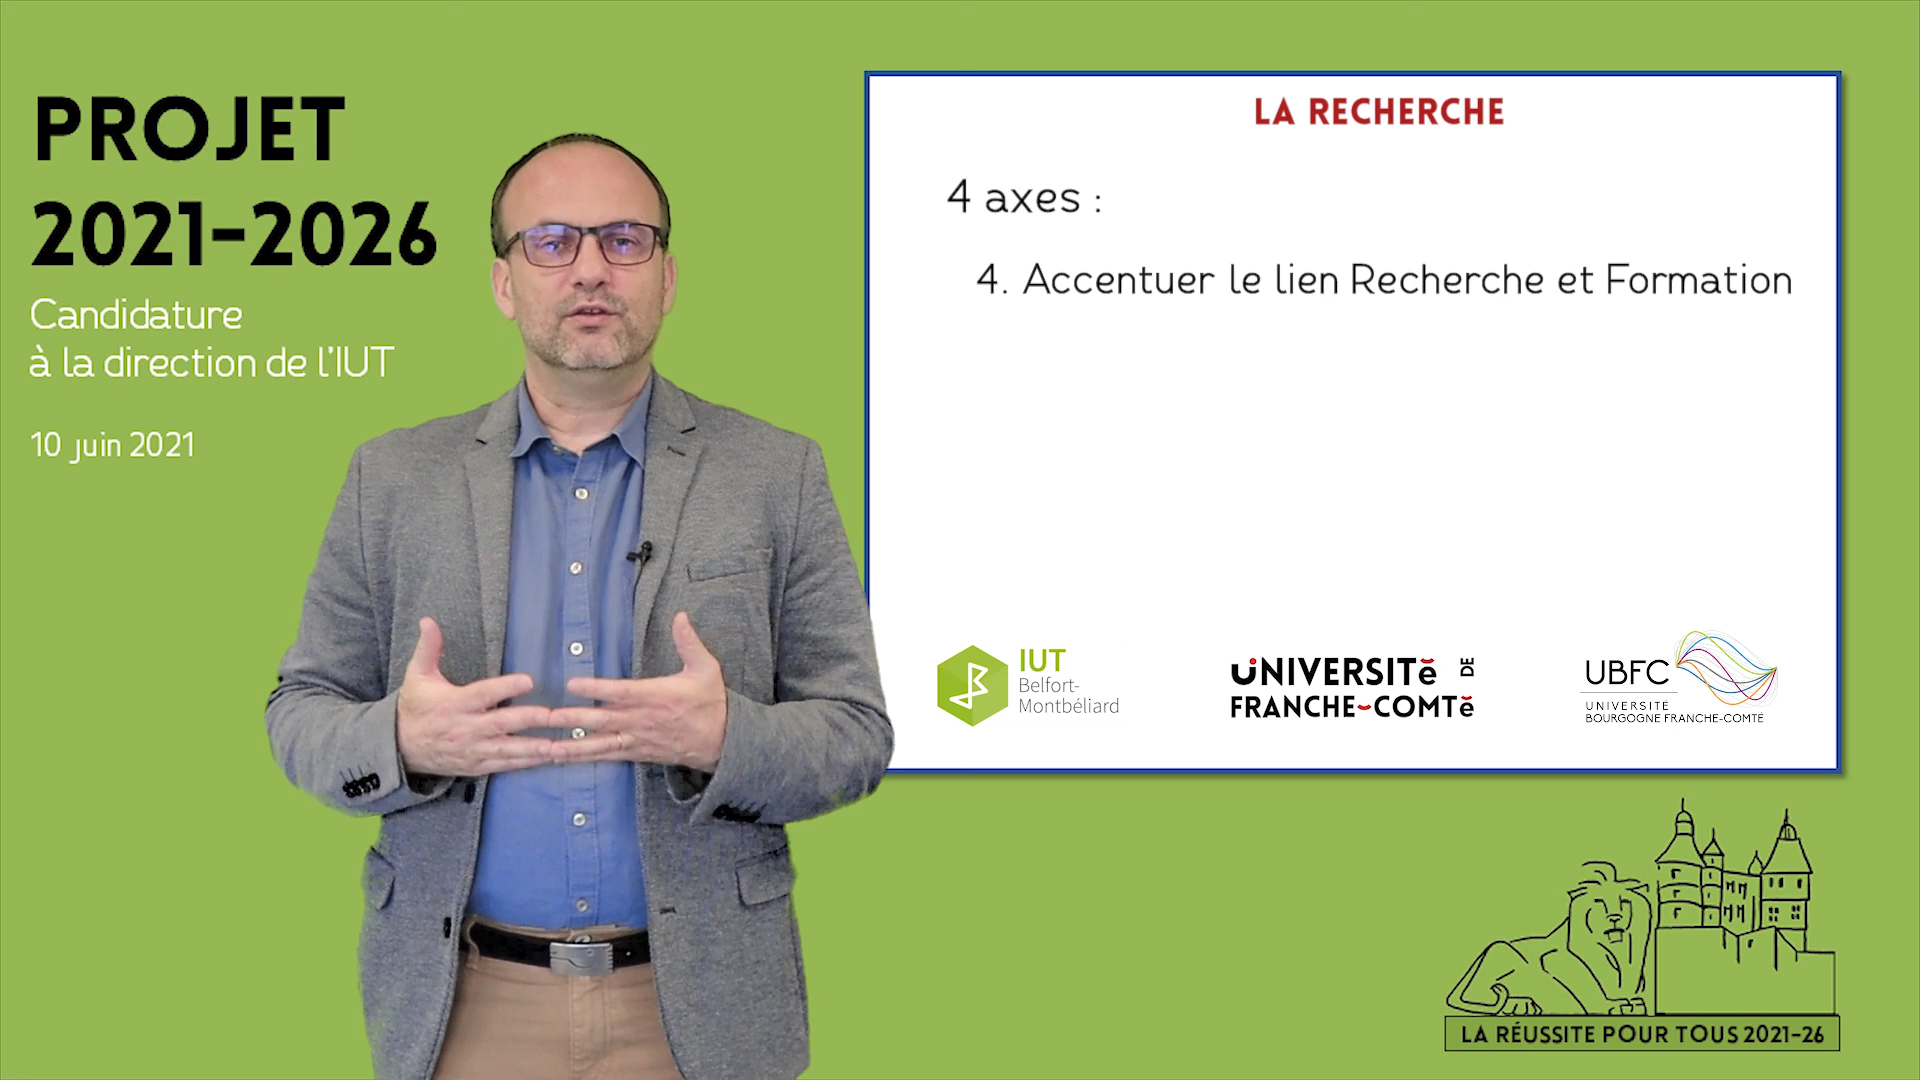 PROJET
2021-2026
Candidature
à la direction de l'IUT
10 juin 2021
LA RECHERCHE
4 axes :
4. Accentuer le lien Recherche et Formation
IUT
Belfort-
Montbéliard
UNIVERSITĕ DE
FRANCHE-COMTĕ
UBFC
UNIVERSITÉ
BOURGOGNE FRANCHE-COMTÉ
LA RÉUSSITE POUR TOUS 2021-26